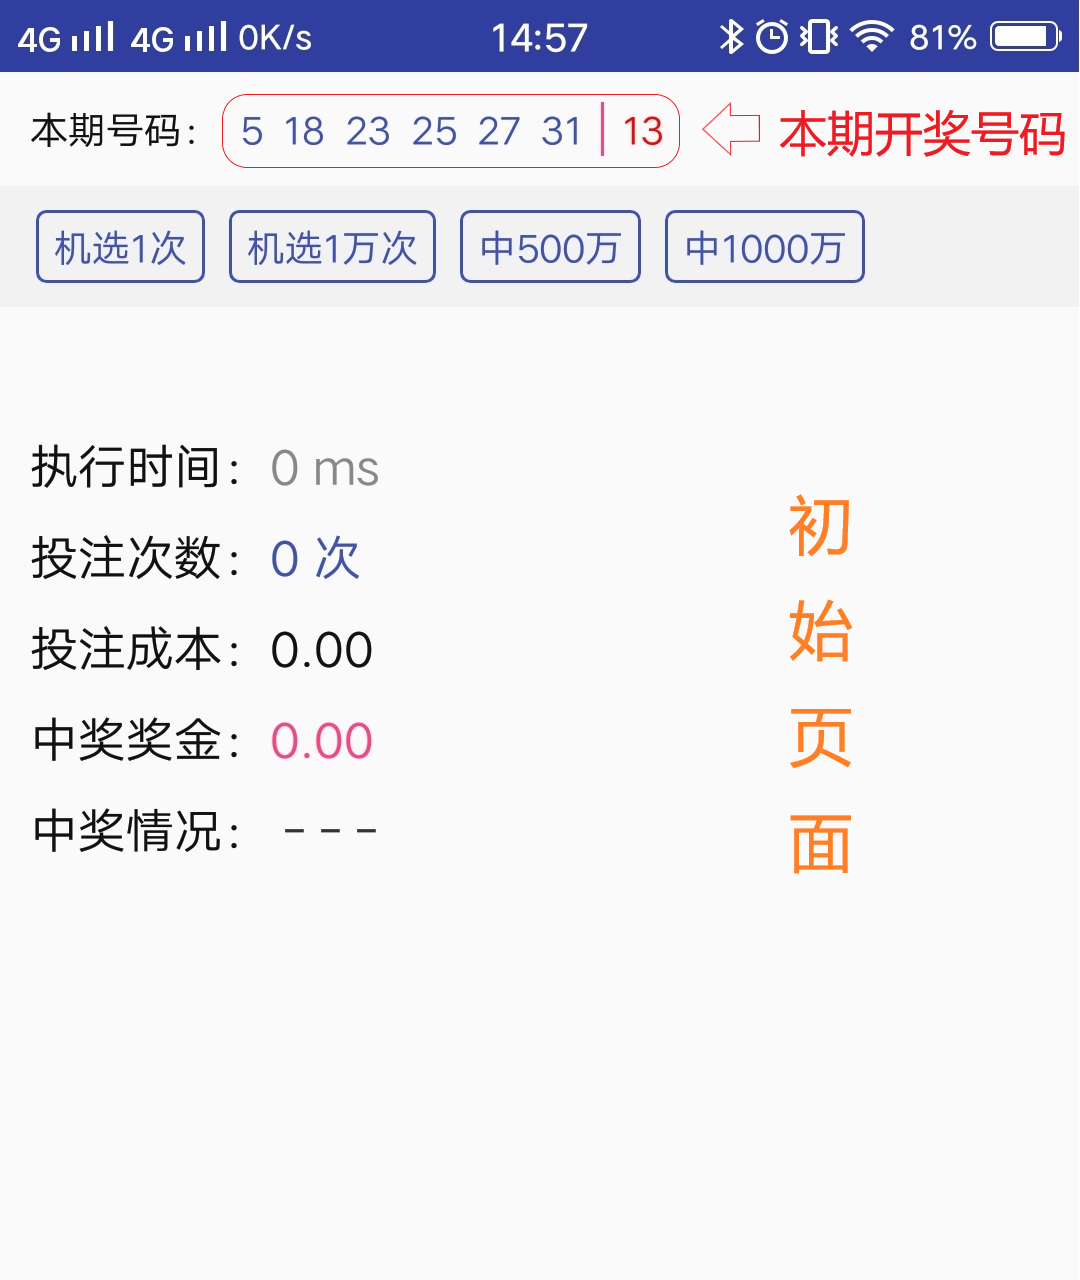 4G 4G 0K/s 14:57 81%
本期号码: 5 18 23 25 27 31 13 本期开奖号码
机选1次 机选1万次 中500万 中1000万
执行时间: 0 ms
投注次数: 0 次
投注成本: 0.00
中奖奖金: 0.00
中奖情况: - - -
初始页面